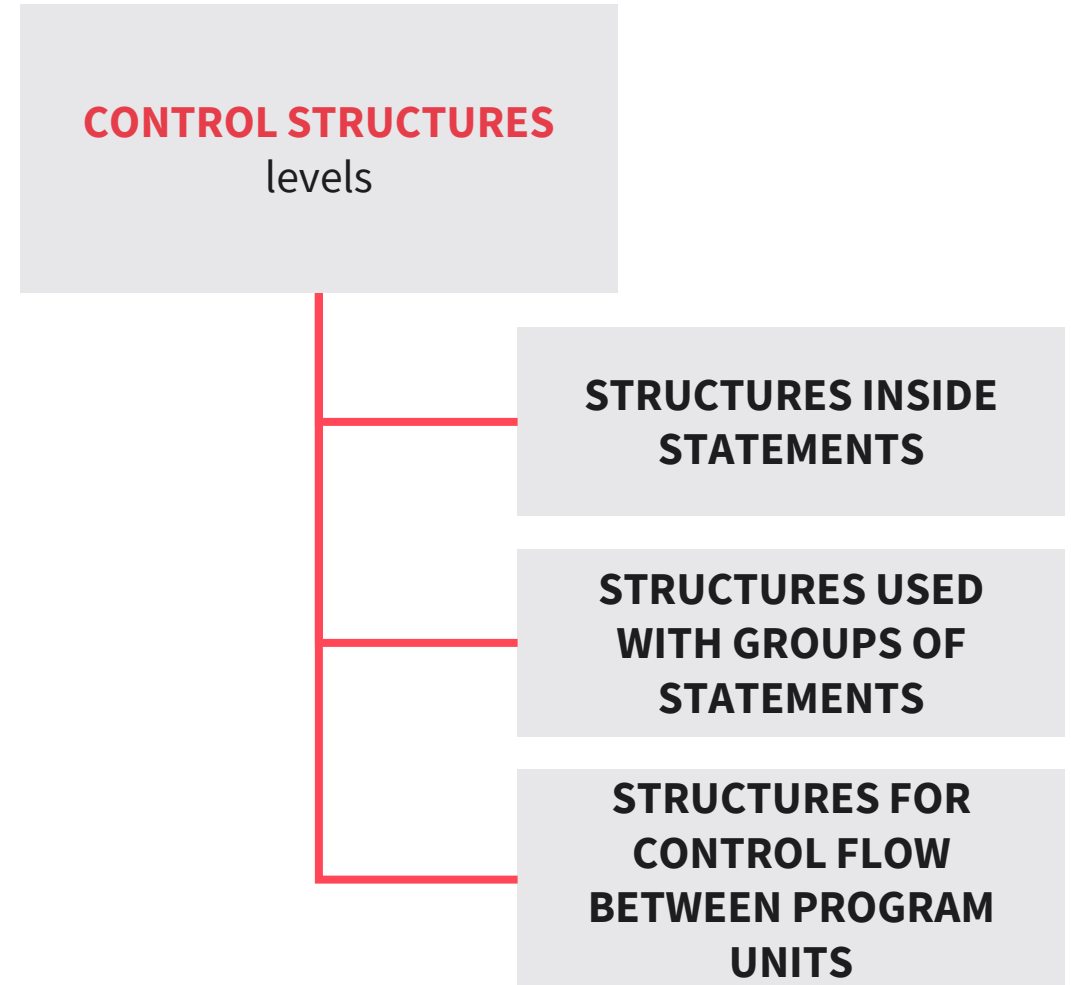 CONTROL STRUCTURES
levels
STRUCTURES INSIDE
STATEMENTS
STRUCTURES USED
WITH GROUPS OF
STATEMENTS
STRUCTURES FOR
CONTROL FLOW
BETWEEN PROGRAM
UNITS